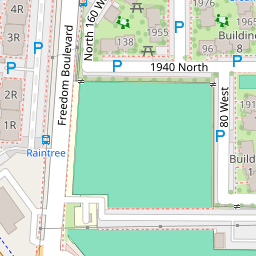 4R
3R
2R
1R
Freedom Boulevard
North 160 W
138
1955
1976
Building
96
8
P
P
P
P
P
P
1940 North
80 West
191
Build
Raintree